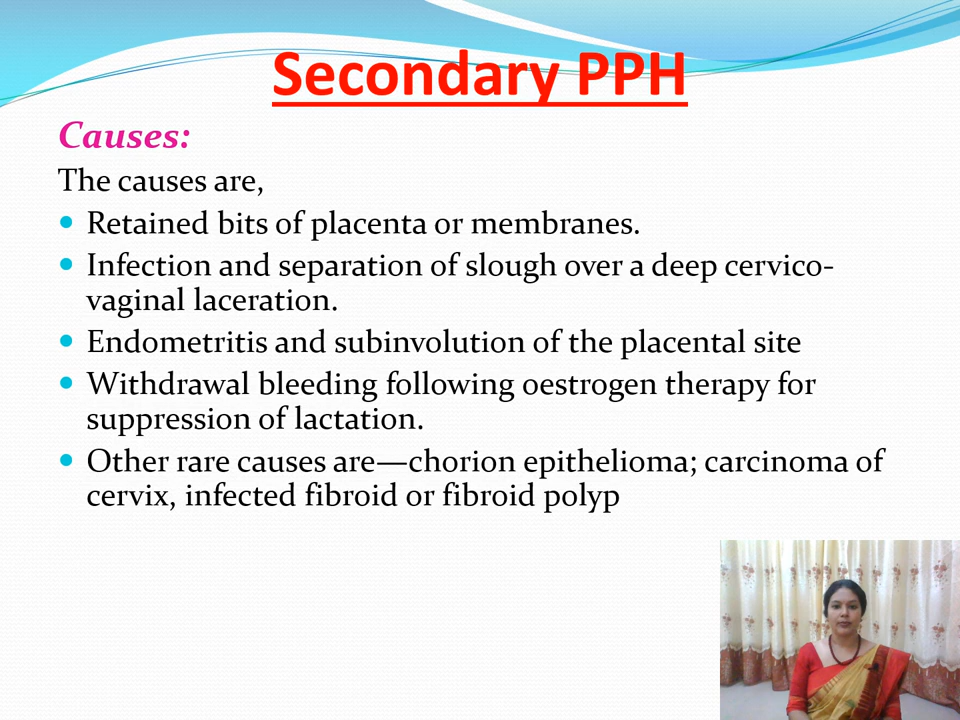 Secondary PPH
Causes:
The causes are,
Retained bits of placenta or membranes.
Infection and separation of slough over a deep cervico-
vaginal laceration.
Endometritis and subinvolution of the placental site
Withdrawal bleeding following oestrogen therapy for
suppression of lactation.
Other rare causes are—chorion epithelioma; carcinoma of
cervix, infected fibroid or fibroid polyp